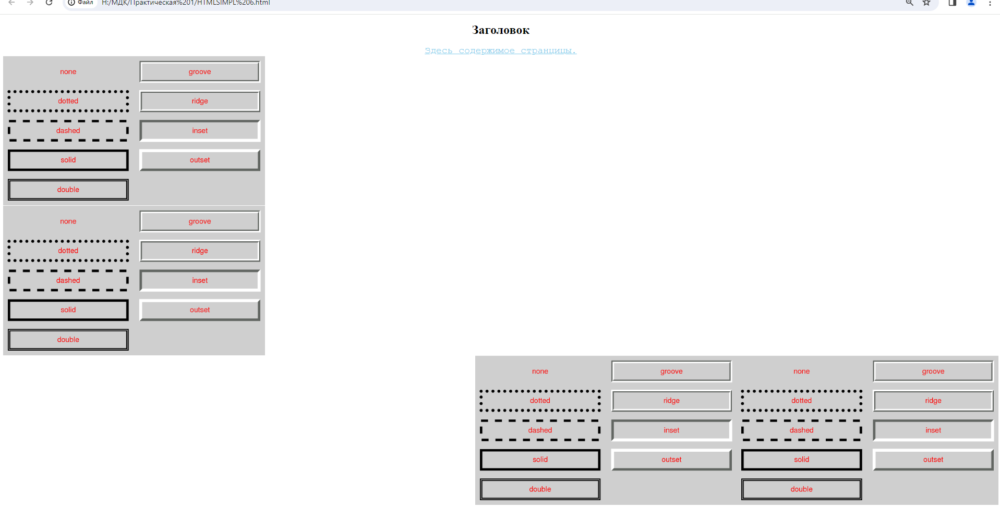 Файл H:/МДК/Практическая%201/HTMLSIMPL%206.html
Заголовок
Здесь содержимое странцицы.
none groove
dotted ridge
dashed inset
solid outset
double
none groove
dotted ridge
dashed inset
solid outset
double
none groove none groove
dotted ridge dotted ridge
dashed inset dashed inset
solid outset solid outset
double double